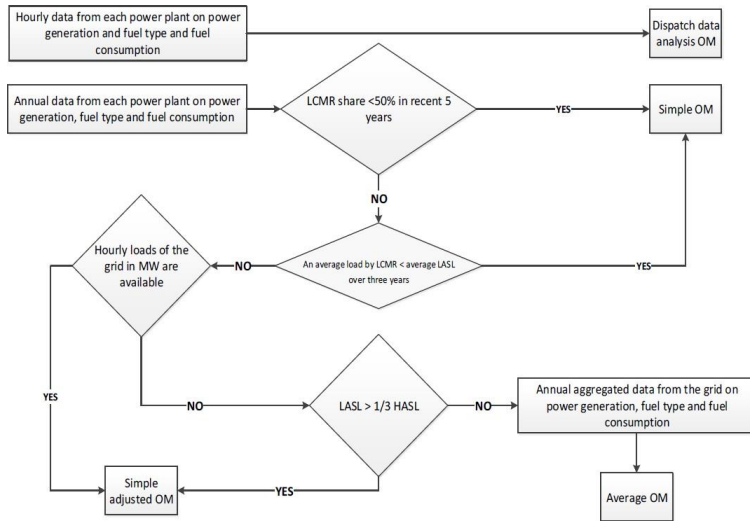 Hourly data from each power plant on power
generation and fuel type and fuel
consumption
Dispatch data
analysis OM
Annual data from each power plant on power
generation, fuel type and fuel consumption
LCMR share <50% in recent 5
years
YES
Simple OM
NO
Hourly loads of the
grid in MW are
available
NO
An average load by LCMR < average LASL
over three years
YES
YES
NO
LASL > 1/3 HASL
NO
Annual aggregated data from the grid on
power generation, fuel type and fuel
consumption
Simple
adjusted OM
YES
Average OM